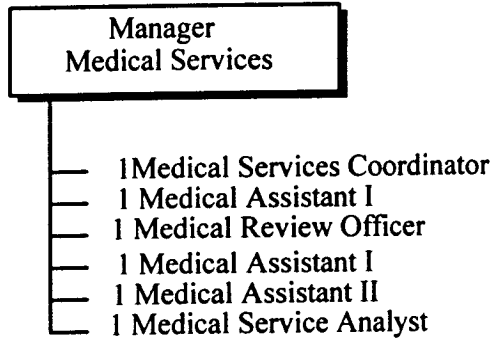 Manager
Medical Services
1Medical Services Coordinator
1 Medical Assistant I
1 Medical Review Officer
1 Medical Assistant I
1 Medical Assistant II
1 Medical Service Analyst